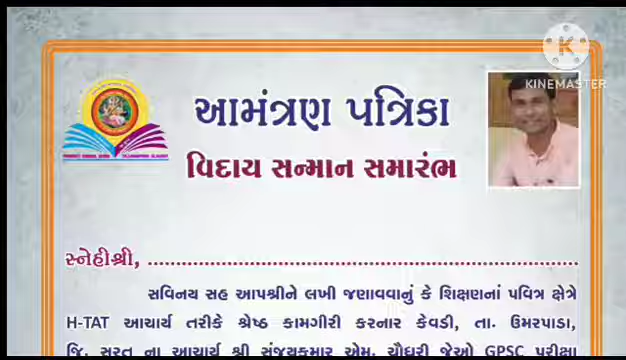 KINEMASTER
આમંત્રણ પત્રિકા
વિદાય સન્માન સમારંભ
સ્નેહીશ્રી, ................................................................
સવિનય સહ આપશ્રીને લખી જણાવવાનું કે શિક્ષણનાં પવિત્ર ક્ષેત્રે
H-TAT આચાર્ય તરીકે શ્રેષ્ઠ કામગીરી કરનાર કેવડી, તા. ઉમરપાડા,
જિ. સુરત ના આચાર્ય શ્રી સંજયકુમાર એમ. ચૌધરી જેઓ GPSC પરીક્ષા